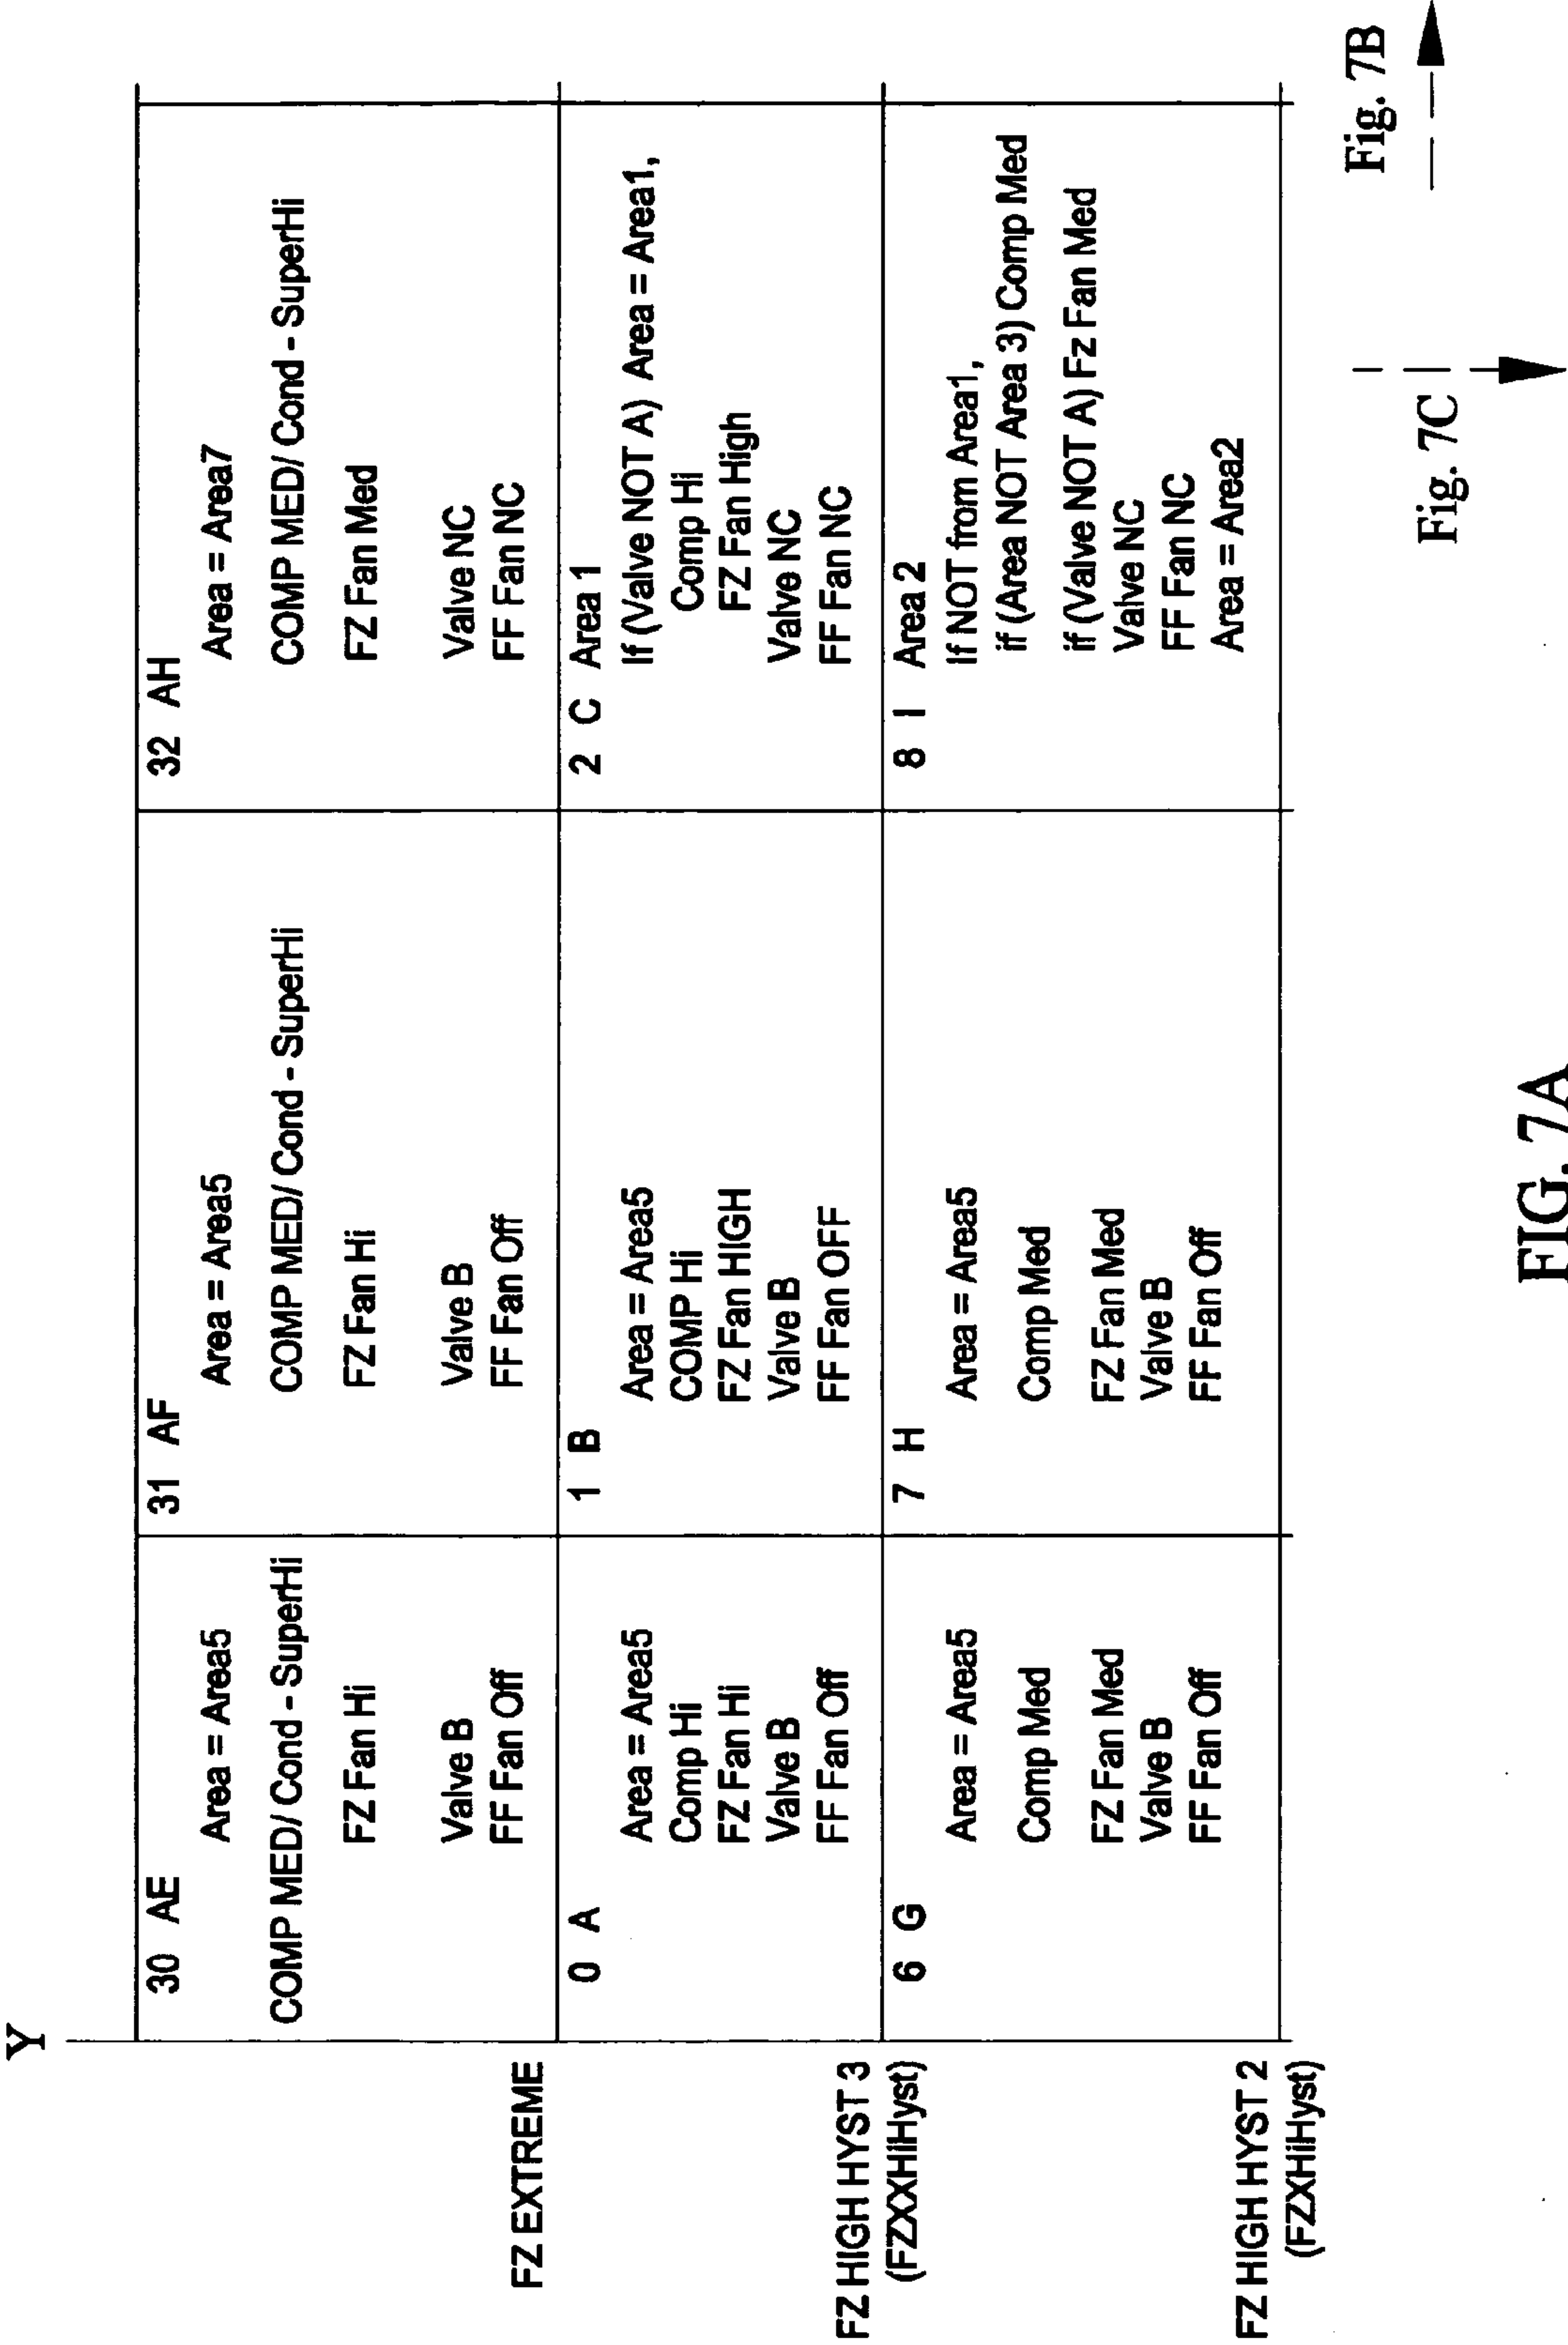 Y
30 AE
Area = Area5
COMP MED/ Cond - SuperHi
FZ Fan Hi
Valve B
FF Fan Off
31 AF
Area = Area5
COMP MED/ Cond - SuperHi
FZ Fan Hi
Valve B
FF Fan Off
32 AH
Area = Area7
COMP MED/ Cond - SuperHi
FZ Fan Med
Valve NC
FF Fan NC
FZ EXTREME
0 A
Area = Area5
Comp Hi
FZ Fan Hi
Valve B
FF Fan Off
1 B
Area = Area5
COMP Hi
FZ Fan HIGH
Valve B
FF Fan OFF
2 C Area 1
If (Valve NOT A) Area = Area1,
Comp Hi
FZ Fan High
Valve NC
FF Fan NC
FZ HIGH HYST 3
(FZXXHiHyst)
6 G
Area = Area5
Comp Med
FZ Fan Med
Valve B
FF Fan Off
7 H
Area = Area5
Comp Med
FZ Fan Med
Valve B
FF Fan Off
8 I Area 2
If NOT from Area1,
if (Area NOT Area 3) Comp Med
if (Valve NOT A) Fz Fan Med
Valve NC
FF Fan NC
Area = Area2
FZ HIGH HYST 2
(FZXHiHyst)
Fig. 7B
Fig. 7C
FIG. 7A